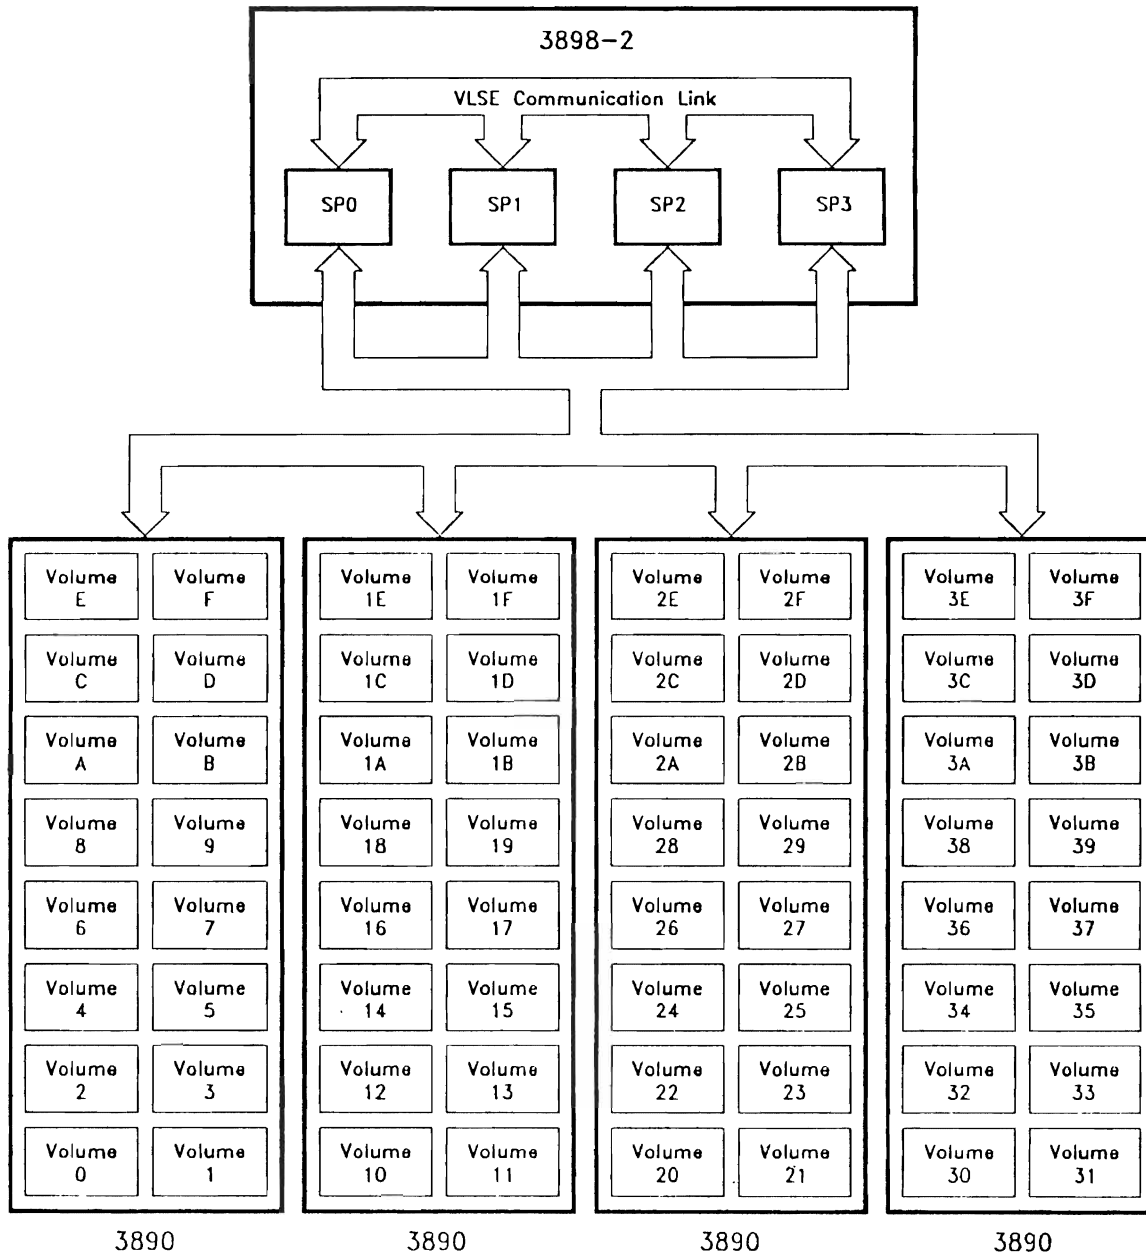 3898-2
VLSE Communication Link
SP0 SP1 SP2 SP3
Volume Volume Volume Volume Volume Volume Volume Volume
E F 1E 1F 2E 2F 3E 3F
Volume Volume Volume Volume Volume Volume Volume Volume
C D 1C 1D 2C 2D 3C 3D
Volume Volume Volume Volume Volume Volume Volume Volume
A B 1A 1B 2A 2B 3A 3B
Volume Volume Volume Volume Volume Volume Volume Volume
8 9 18 19 28 29 38 39
Volume Volume Volume Volume Volume Volume Volume Volume
6 7 16 17 26 27 36 37
Volume Volume Volume Volume Volume Volume Volume Volume
4 5 14 15 24 25 34 35
Volume Volume Volume Volume Volume Volume Volume Volume
2 3 12 13 22 23 32 33
Volume Volume Volume Volume Volume Volume Volume Volume
0 1 10 11 20 21 30 31
3890 3890 3890 3890